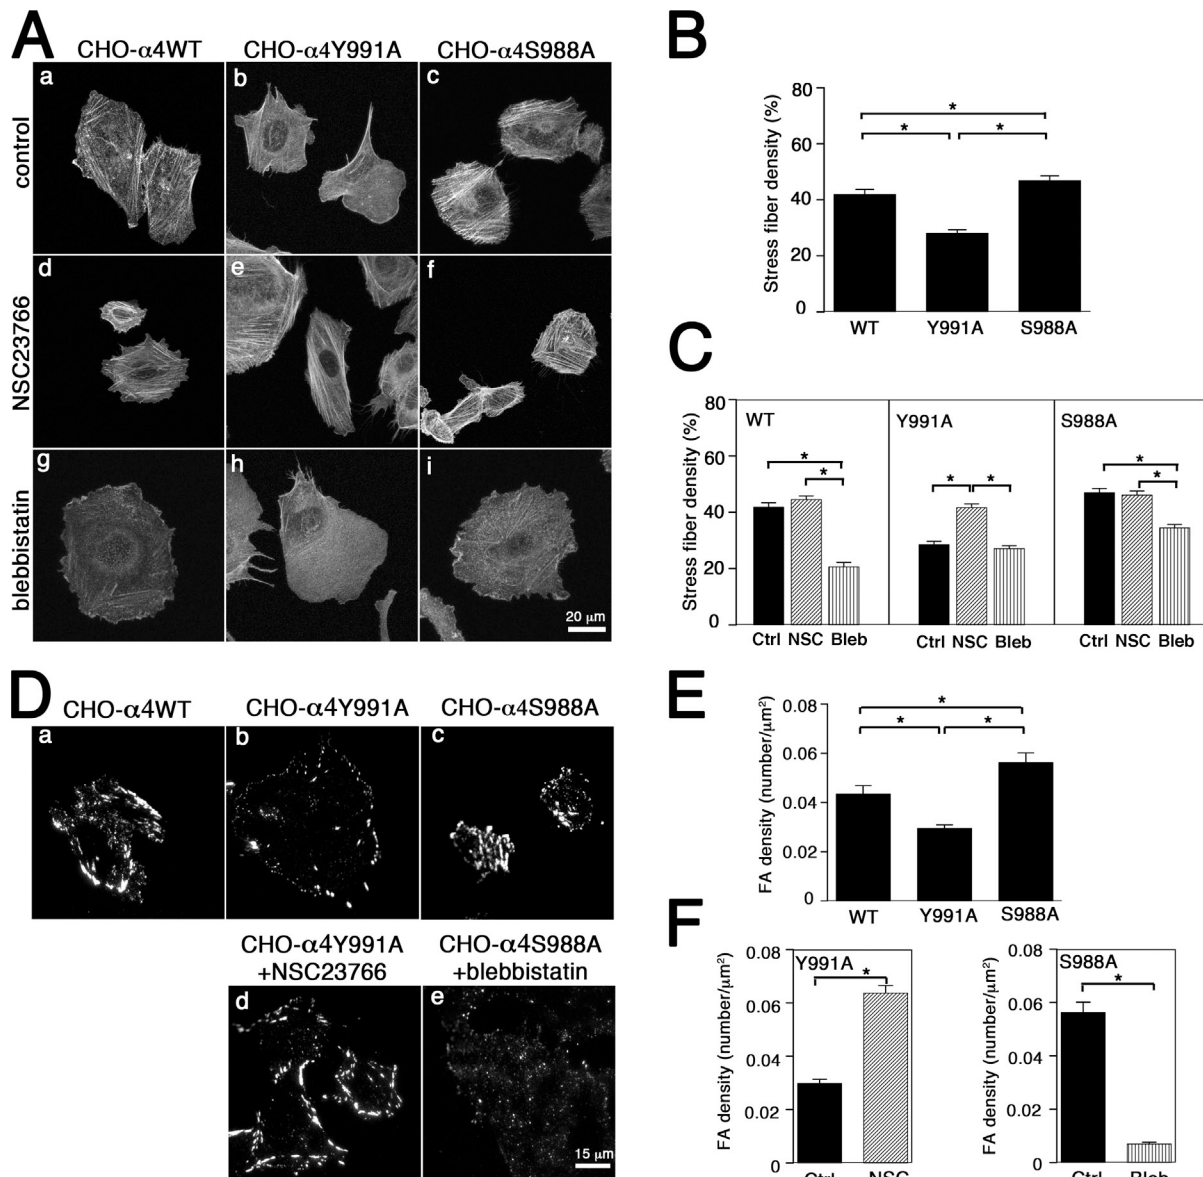 A
CHO-α4WT
CHO-α4Y991A
CHO-α4S988A
control
a
b
c
NSC23766
d
e
f
blebbistatin
g
h
i
20 μm
B
Stress fiber density (%)
80
60
40
20
0
*
*
*
WT
Y991A
S988A
C
Stress fiber density (%)
80
60
40
20
0
WT
*
*
Ctrl NSC Bleb
Y991A
*
*
Ctrl NSC Bleb
S988A
*
*
Ctrl NSC Bleb
D
CHO-α4WT
CHO-α4Y991A
CHO-α4S988A
a
b
c
CHO-α4Y991A
+NSC23766
CHO-α4S988A
+blebbistatin
d
e
15 μm
E
FA density (number/μm²)
0.08
0.06
0.04
0.02
0
*
*
*
WT
Y991A
S988A
F
FA density (number/μm²)
0.08
0.06
0.04
0.02
0
Y991A
*
Ctrl
NSC
FA density (number/μm²)
0.08
0.06
0.04
0.02
0
S988A
*
Ctrl
Bleb